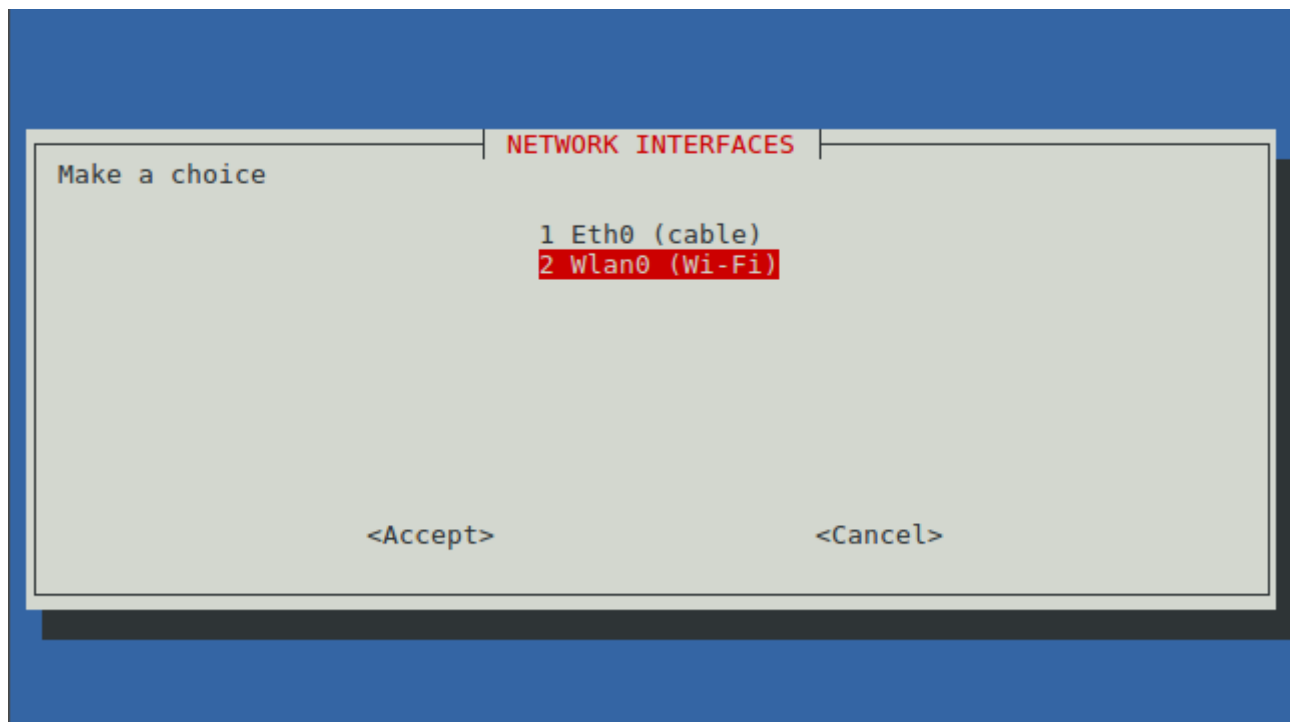 NETWORK INTERFACES
Make a choice
1 Eth0 (cable)
2 Wlan0 (Wi-Fi)
<Accept> <Cancel>